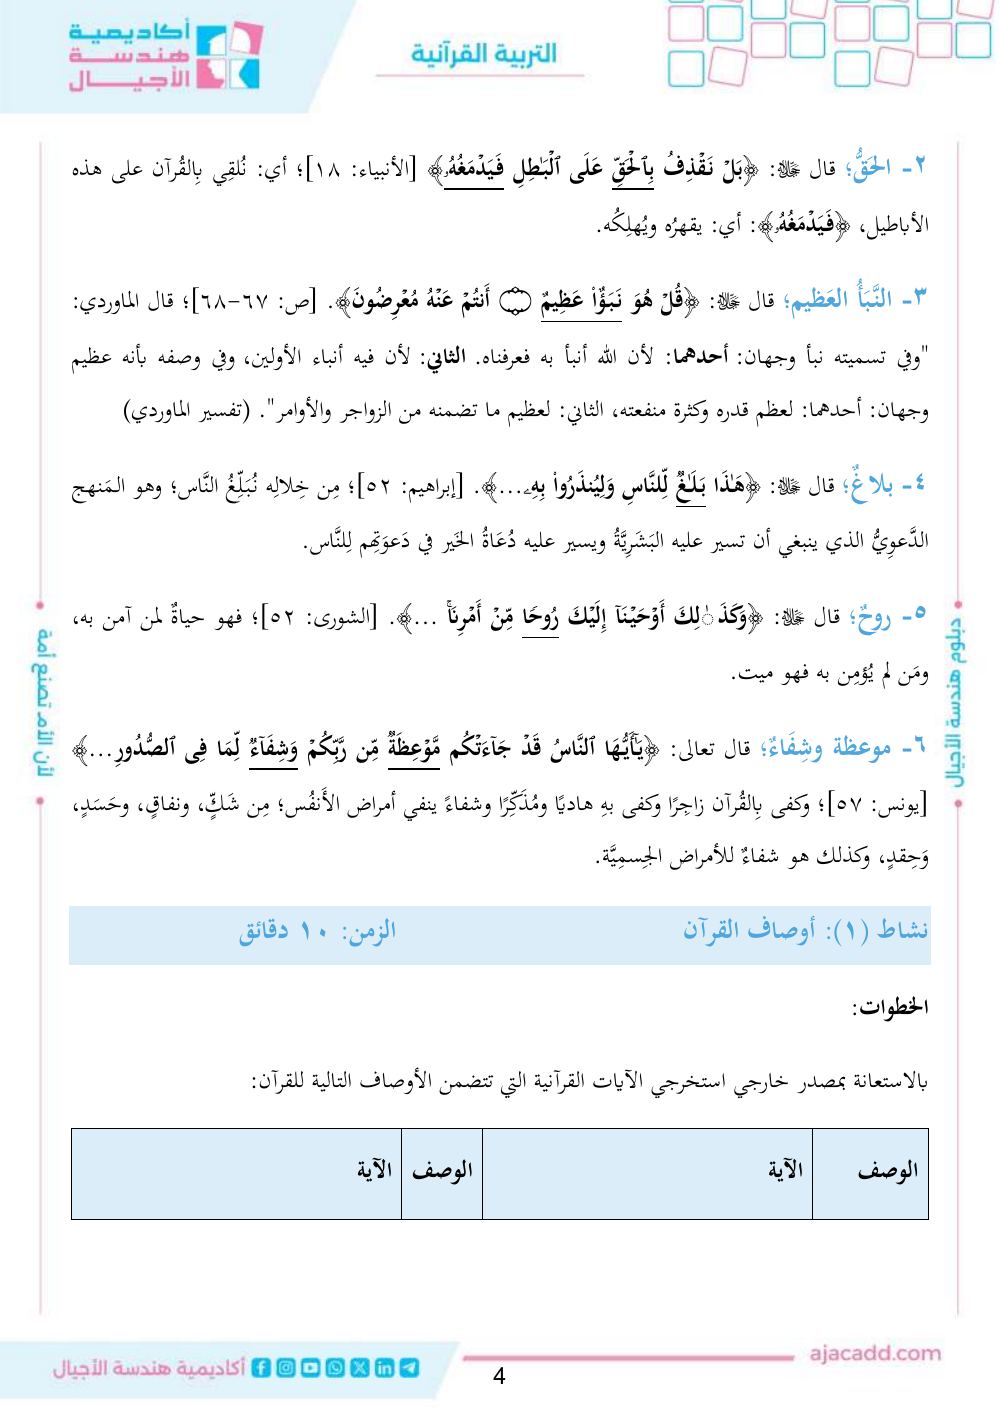 أكاديمية
هندسة
الأجيال
التربية القرآنية
٢- الحَقُّ؛ قال ﷻ: ﴿بَلْ نَقْذِفُ بِٱلْحَقِّ عَلَى ٱلْبَٰطِلِ فَيَدْمَغُهُۥ﴾ [الأنبياء: ١٨]؛ أي: نُلقِي بِالقُرآن على هذه
الأباطيل، ﴿فَيَدْمَغُهُۥ﴾: أي: يقهرُه ويُهلِكُه.
٣- النَّبَأُ العَظيم؛ قال ﷻ: ﴿قُلْ هُوَ نَبَؤٌا۟ عَظِيمٌ ۝ أَنتُمْ عَنْهُ مُعْرِضُونَ﴾. [ص: ٦٧-٦٨]؛ قال الماوردي:
"وفي تسميته نبأ وجهان: أحدهما: لأن الله أنبأ به فعرفناه. الثاني: لأن فيه أنباء الأولين، وفي وصفه بأنه عظيم
وجهان: أحدهما: لعظم قدره وكثرة منفعته، الثاني: لعظيم ما تضمنه من الزواجر والأوامر". (تفسير الماوردي)
٤- بلاغٌ؛ قال ﷻ: ﴿هَٰذَا بَلَٰغٌ لِّلنَّاسِ وَلِيُنذَرُوا۟ بِهِۦ...﴾. [إبراهيم: ٥٢]؛ مِن خِلالِه نُبَلِّغُ النَّاس؛ وهو المَنهج
الدَّعوِيُّ الذي ينبغي أن تسير عليه البَشَرِيَّةُ ويسير عليه دُعَاةُ الخَير في دَعوَتِهم لِلنَّاس.
٥- روحٌ؛ قال ﷻ: ﴿وَكَذَٰلِكَ أَوْحَيْنَآ إِلَيْكَ رُوحًا مِّنْ أَمْرِنَا ...﴾. [الشورى: ٥٢]؛ فهو حياةٌ لمن آمن به،
ومَن لم يُؤمِن به فهو ميت.
٦- موعظة وشِفَاءٌ؛ قال تعالى: ﴿يَٰٓأَيُّهَا ٱلنَّاسُ قَدْ جَآءَتْكُم مَّوْعِظَةٌ مِّن رَّبِّكُمْ وَشِفَآءٌ لِّمَا فِى ٱلصُّدُورِ...﴾
[يونس: ٥٧]؛ وكفى بِالقُرآن زاجِرًا وكفى بهِ هاديًا ومُذَكِّرًا وشفاءً ينفي أمراض الأَنفُس؛ مِن شَكٍّ، ونفاقٍ، وحَسَدٍ،
وَحِقدٍ، وكذلك هو شفاءٌ للأمراض الجِسمِيَّة.
نشاط (١): أوصاف القرآن الزمن: ١٠ دقائق
الخطوات:
بالاستعانة بمصدر خارجي استخرجي الآيات القرآنية التي تتضمن الأوصاف التالية للقرآن:
الوصف الآية الوصف الآية
دبلوم هندسة الأجيال
لأن الأم تصنع أمة
ajacadd.com
4
أكاديمية هندسة الأجيال